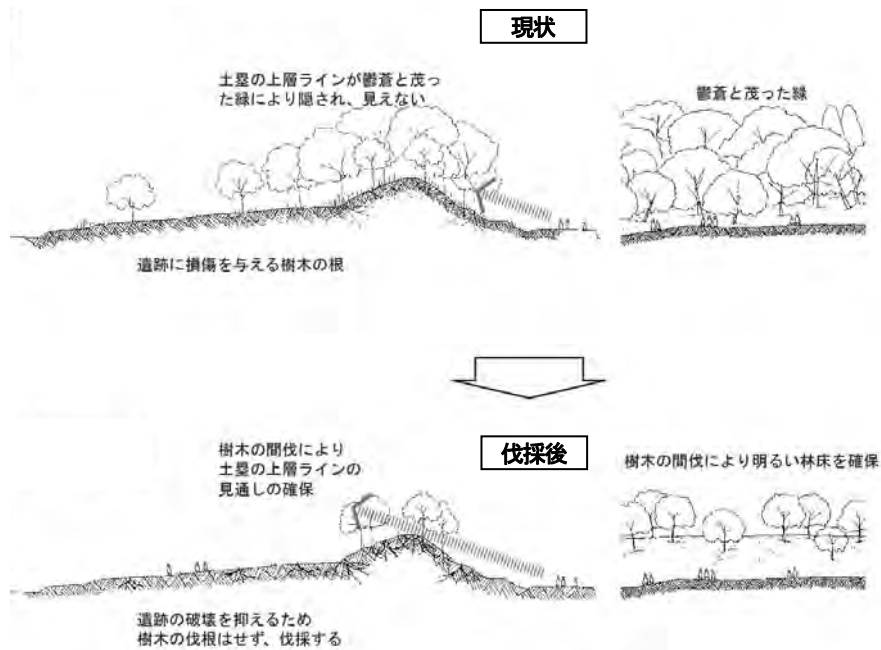 現状
土塁の上層ラインが鬱蒼と茂っ
た緑により隠され、見えない
鬱蒼と茂った緑
遺跡に損傷を与える樹木の根
伐採後
樹木の間伐により
土塁の上層ラインの
見通しの確保
樹木の間伐により明るい林床を確保
遺跡の破壊を抑えるため
樹木の伐根はせず、伐採する